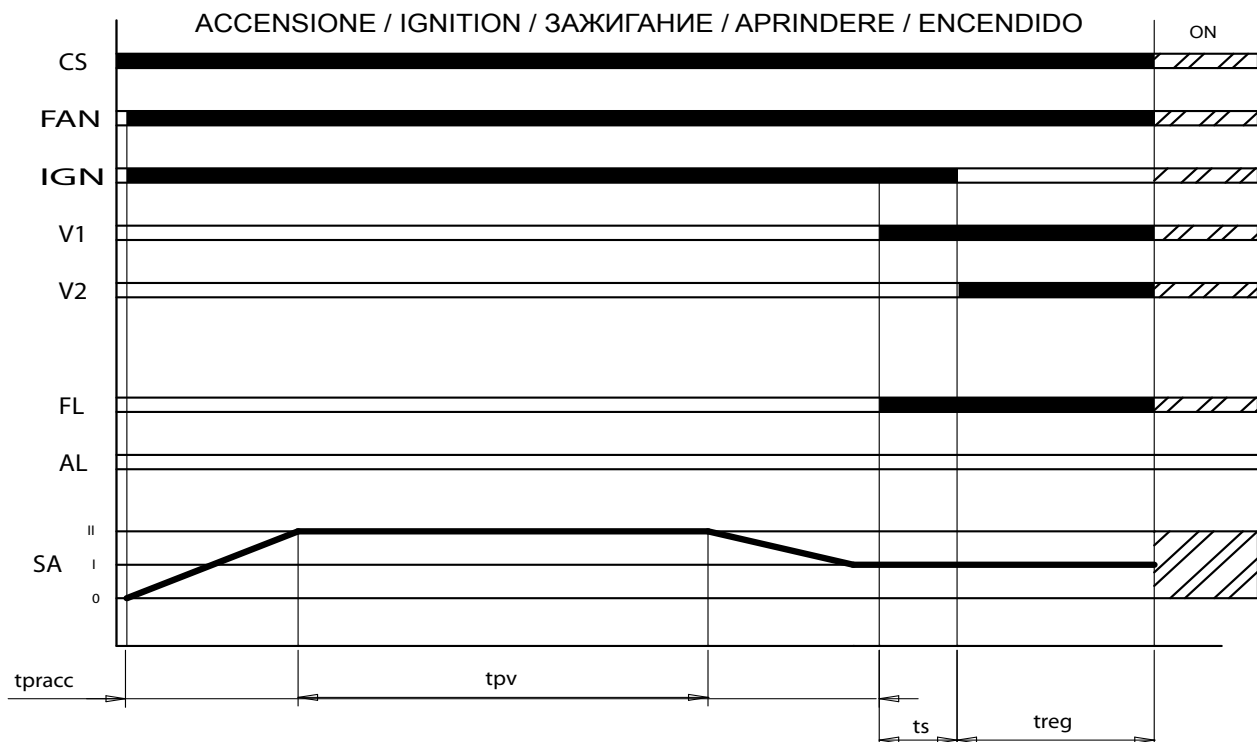 ACCENSIONE / IGNITION / ЗАЖИГАНИЕ / APRINDERE / ENCENDIDO
ON
CS
FAN
IGN
V1
V2
FL
AL
II
SA I
0
tpracc
tpv
ts
treg